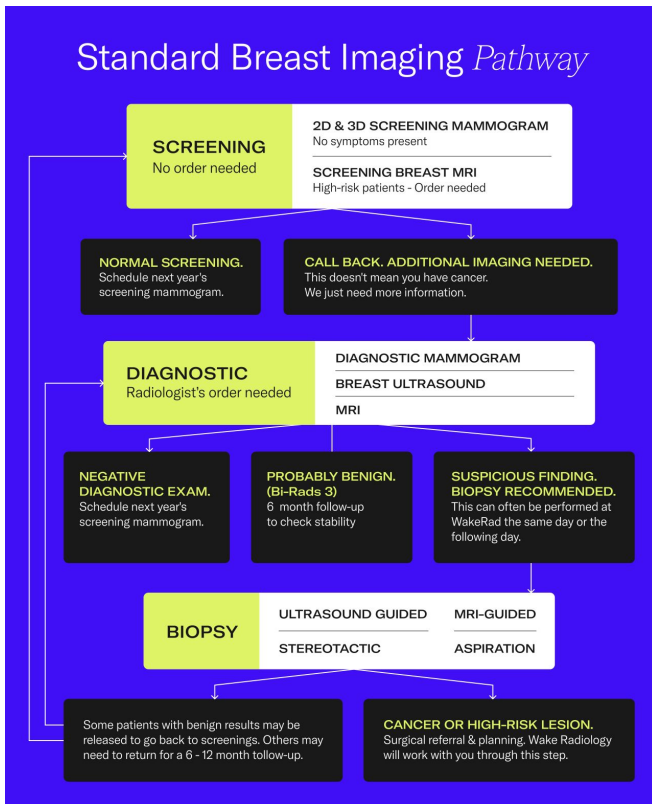 Standard Breast Imaging Pathway
SCREENING
No order needed
2D & 3D SCREENING MAMMOGRAM
No symptoms present
SCREENING BREAST MRI
High-risk patients - Order needed
NORMAL SCREENING.
Schedule next year's
screening mammogram.
CALL BACK. ADDITIONAL IMAGING NEEDED.
This doesn't mean you have cancer.
We just need more information.
DIAGNOSTIC
Radiologist's order needed
DIAGNOSTIC MAMMOGRAM
BREAST ULTRASOUND
MRI
NEGATIVE
DIAGNOSTIC EXAM.
Schedule next year's
screening mammogram.
PROBABLY BENIGN.
(Bi-Rads 3)
6 month follow-up
to check stability
SUSPICIOUS FINDING.
BIOPSY RECOMMENDED.
This can often be performed at
WakeRad the same day or the
following day.
BIOPSY
ULTRASOUND GUIDED
MRI-GUIDED
STEREOTACTIC
ASPIRATION
Some patients with benign results may be
released to go back to screenings. Others may
need to return for a 6 - 12 month tollow-up.
CANCER OR HIGH-RISK LESION.
Surgical referral & planning. Wake Radiology
will work with you through this step.